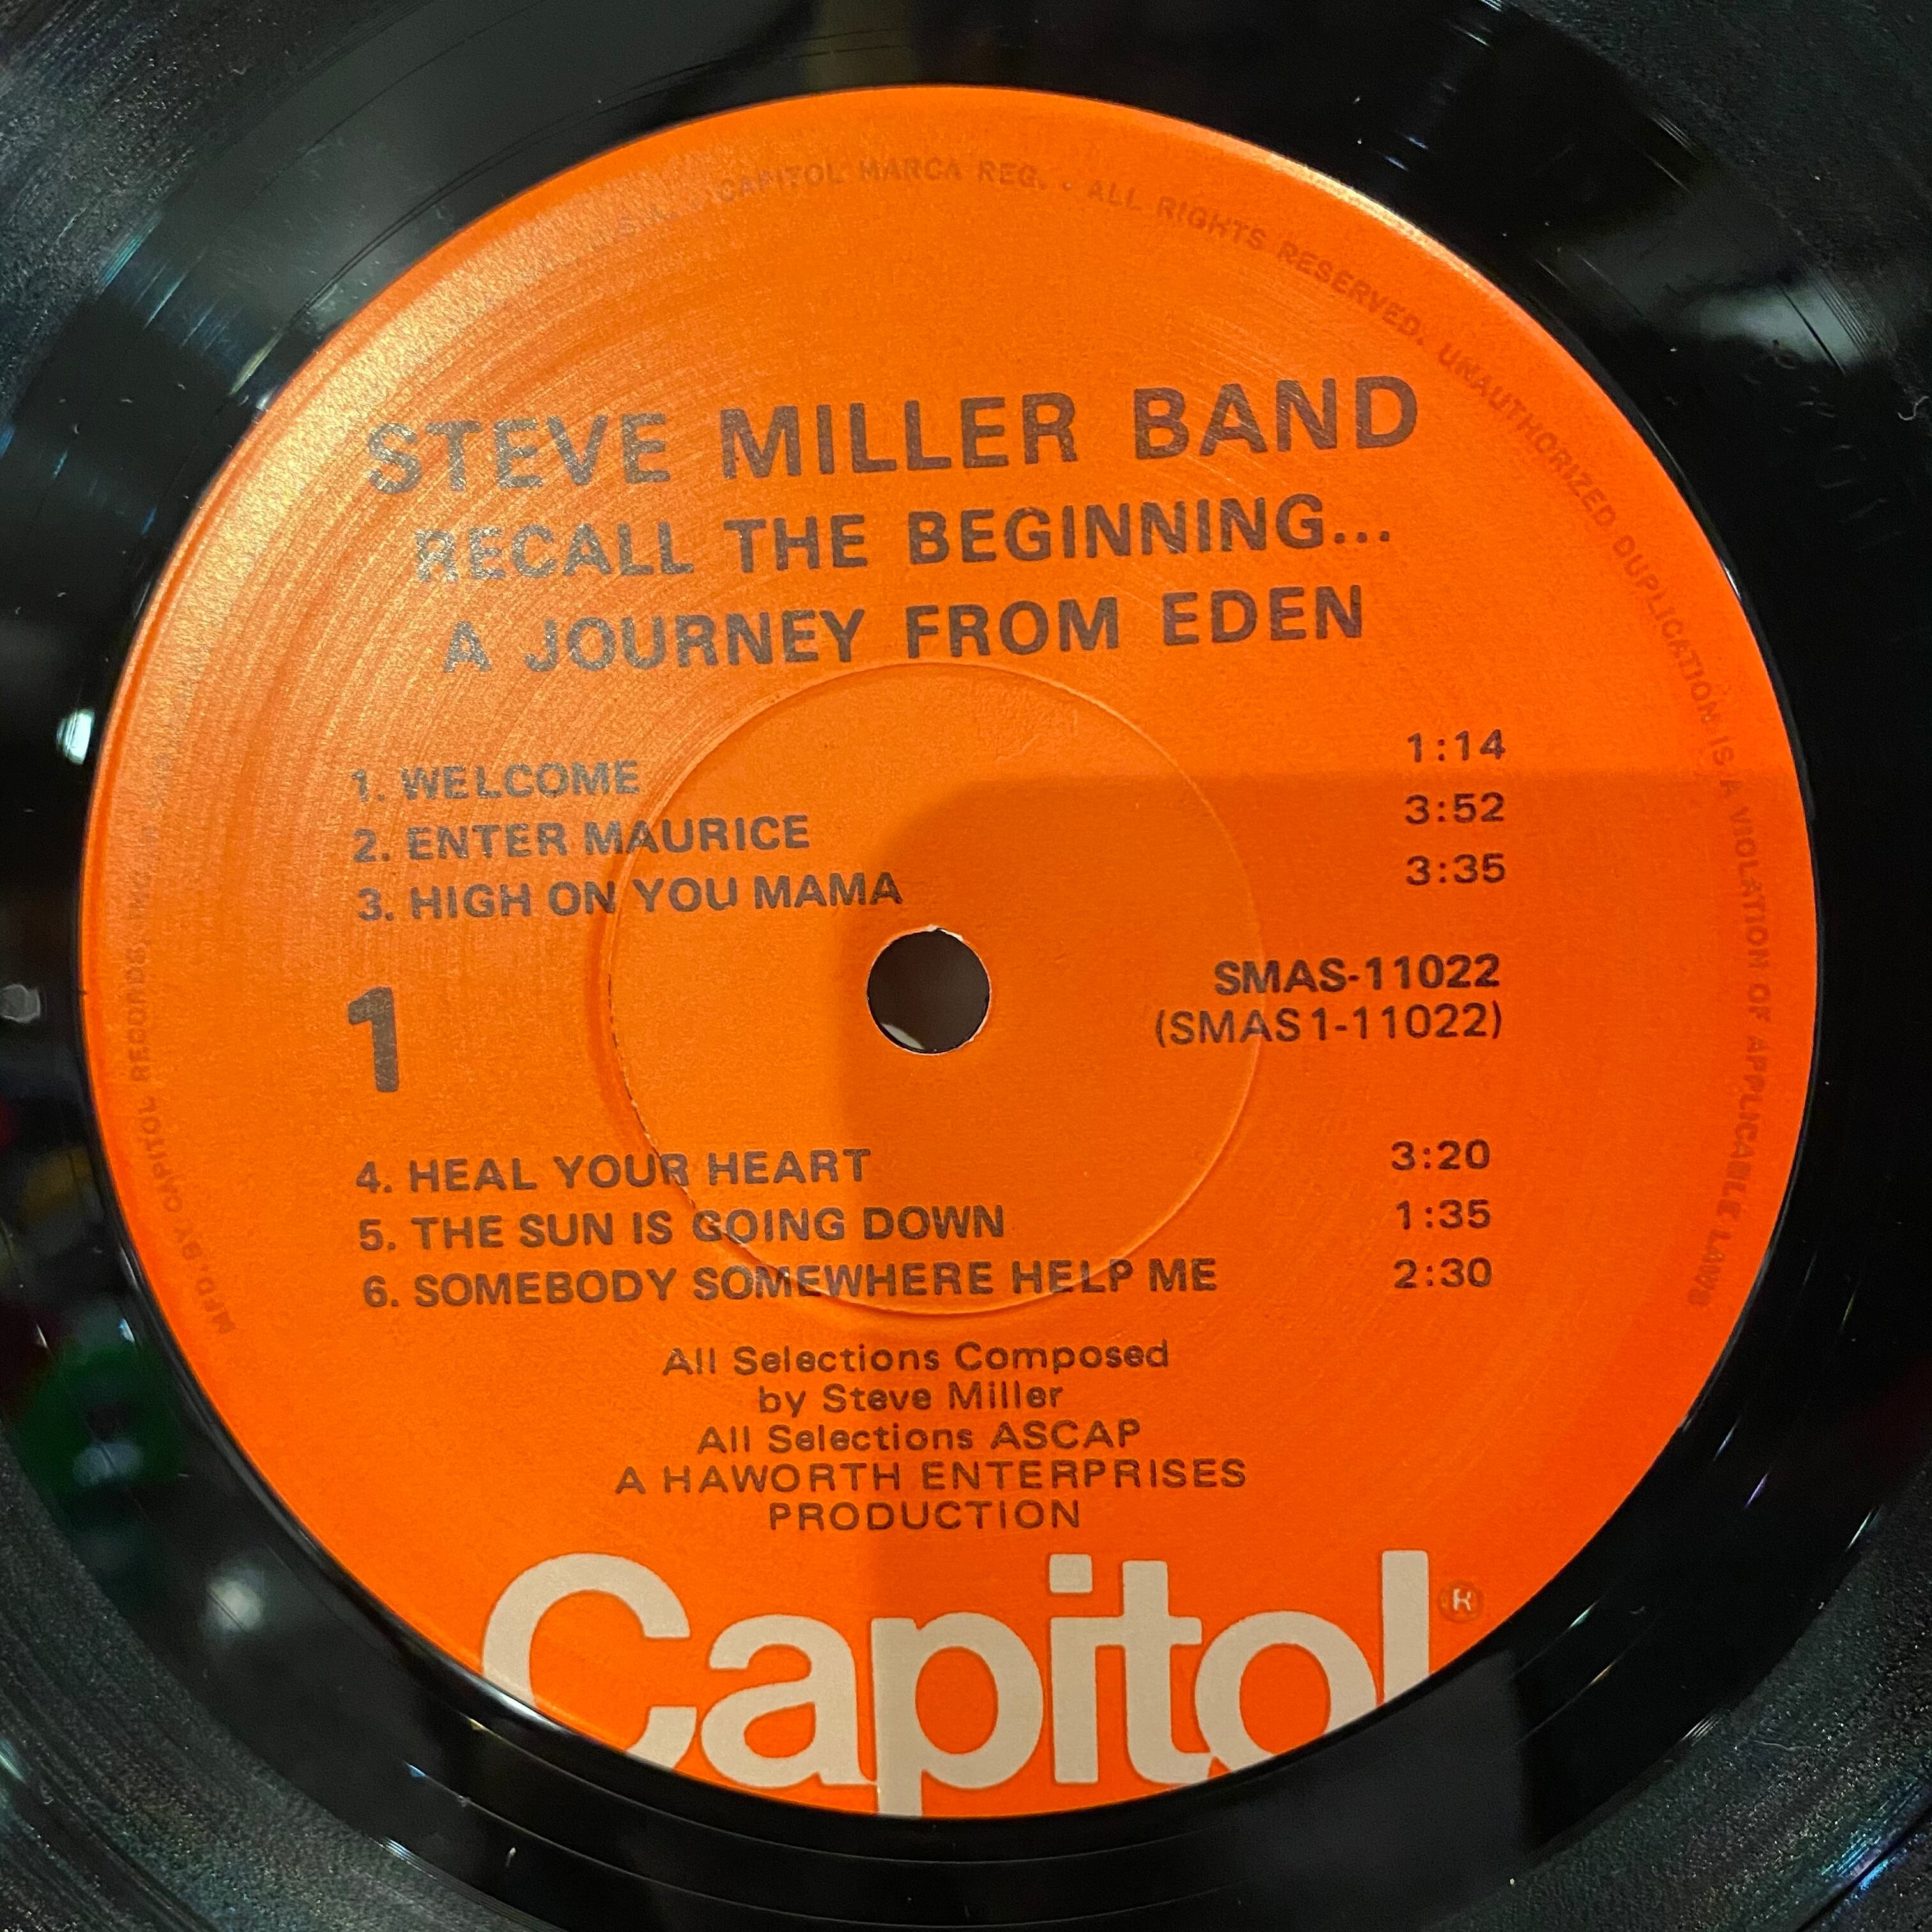 CAPITOL MARCA REG. • ALL RIGHTS RESERVED. UNAUTHORIZED DUPLICATION IS A VIOLATION OF APPLICABLE LAWS
STEVE MILLER BAND
RECALL THE BEGINNING...
A JOURNEY FROM EDEN
1. WELCOME 1:14
2. ENTER MAURICE 3:52
3. HIGH ON YOU MAMA 3:35
1
SMAS-11022
(SMAS1-11022)
4. HEAL YOUR HEART 3:20
5. THE SUN IS GOING DOWN 1:35
6. SOMEBODY SOMEWHERE HELP ME 2:30
All Selections Composed
by Steve Miller
All Selections ASCAP
A HAWORTH ENTERPRISES
PRODUCTION
Capitol®
MFD. BY CAPITOL RECORDS, INC.